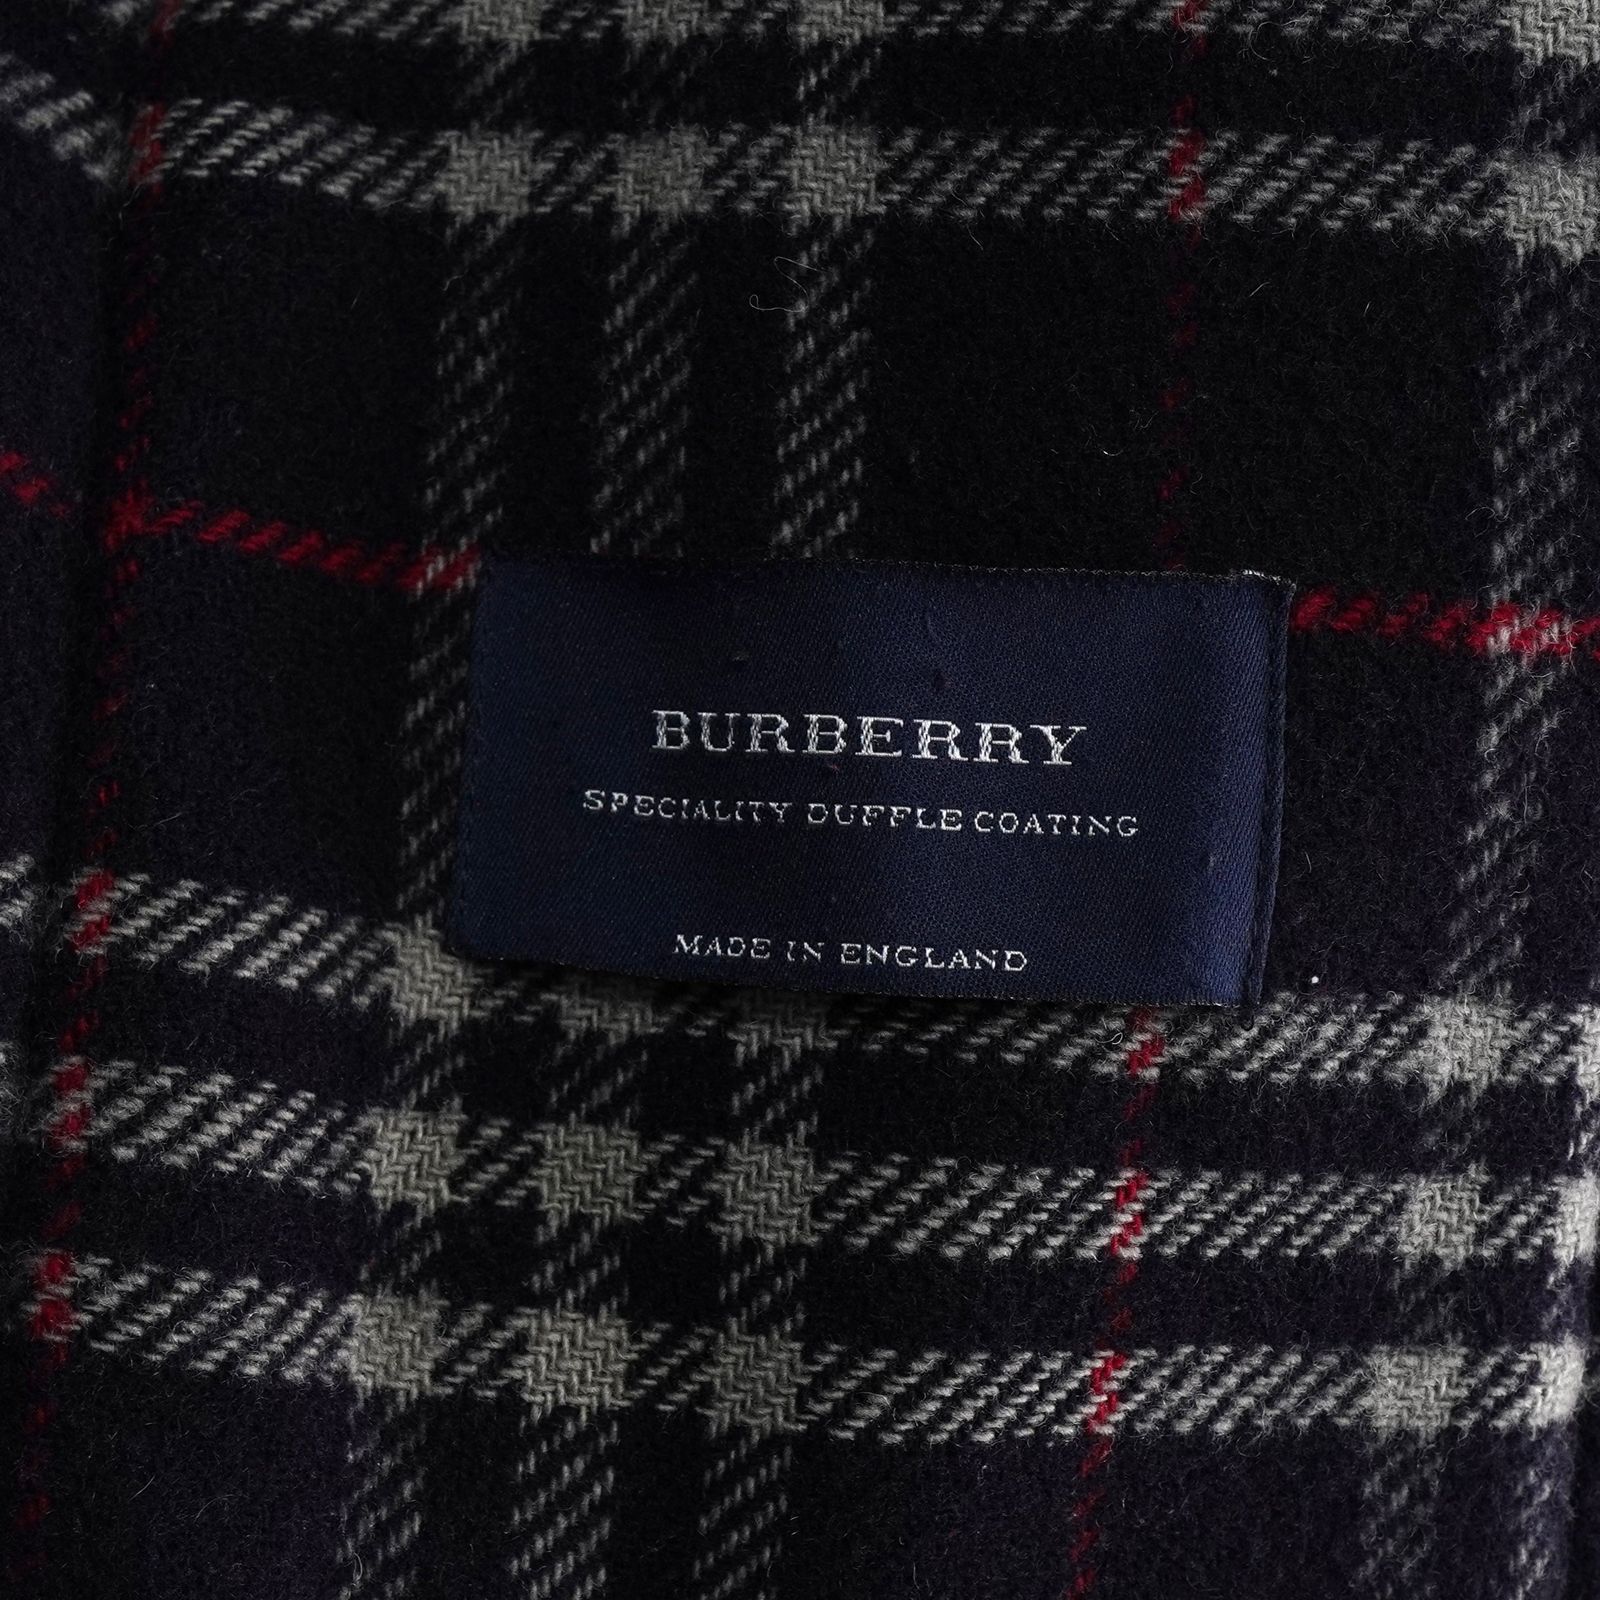 BURBERRY
SPECIALITY DUFFLE COATING
MADE IN ENGLAND